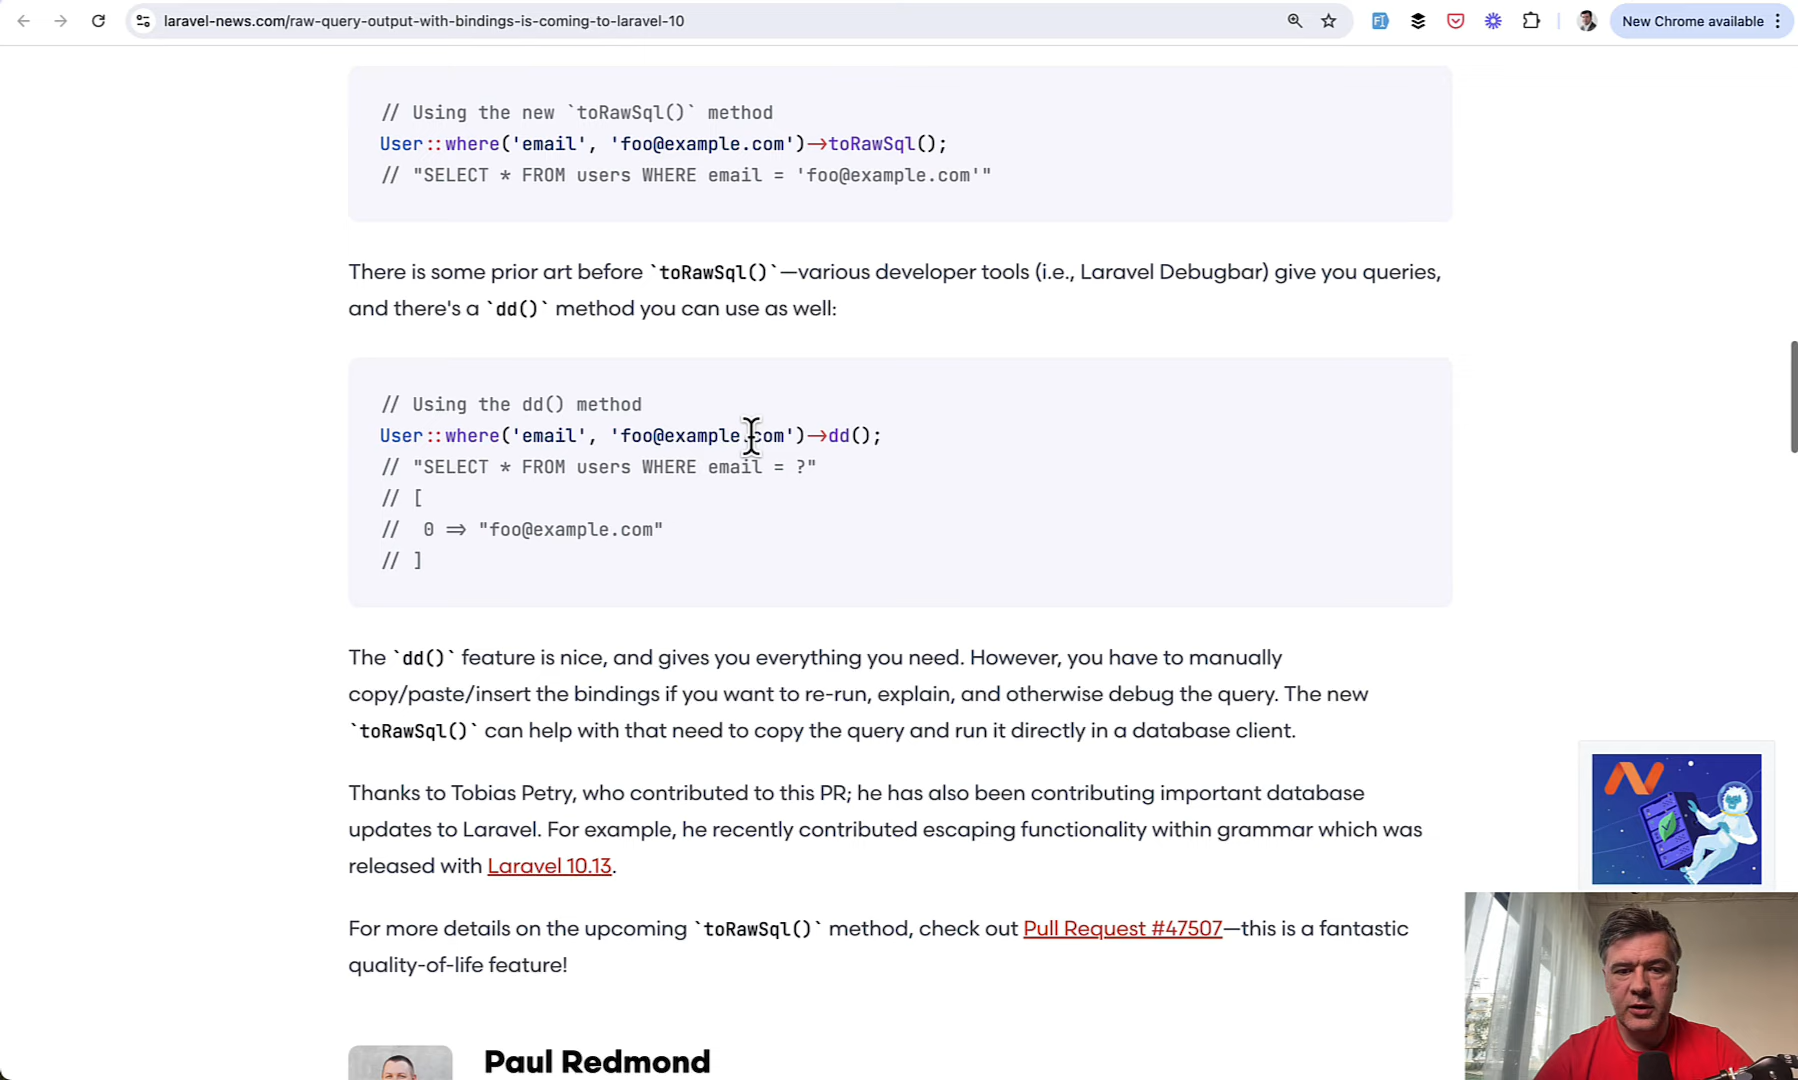 laravel-news.com/raw-query-output-with-bindings-is-coming-to-laravel-10
New Chrome available
// Using the new `toRawSql()` method
User::where('email', 'foo@example.com')->toRawSql();
// "SELECT * FROM users WHERE email = 'foo@example.com'"
There is some prior art before `toRawSql()`—various developer tools (i.e., Laravel Debugbar) give you queries,
and there's a `dd()` method you can use as well:
// Using the dd() method
User::where('email', 'foo@example.com')->dd();
// "SELECT * FROM users WHERE email = ?"
// [
//  0 => "foo@example.com"
// ]
The `dd()` feature is nice, and gives you everything you need. However, you have to manually
copy/paste/insert the bindings if you want to re-run, explain, and otherwise debug the query. The new
`toRawSql()` can help with that need to copy the query and run it directly in a database client.
Thanks to Tobias Petry, who contributed to this PR; he has also been contributing important database
updates to Laravel. For example, he recently contributed escaping functionality within grammar which was
released with Laravel 10.13.
For more details on the upcoming `toRawSql()` method, check out Pull Request #47507—this is a fantastic
quality-of-life feature!
Paul Redmond